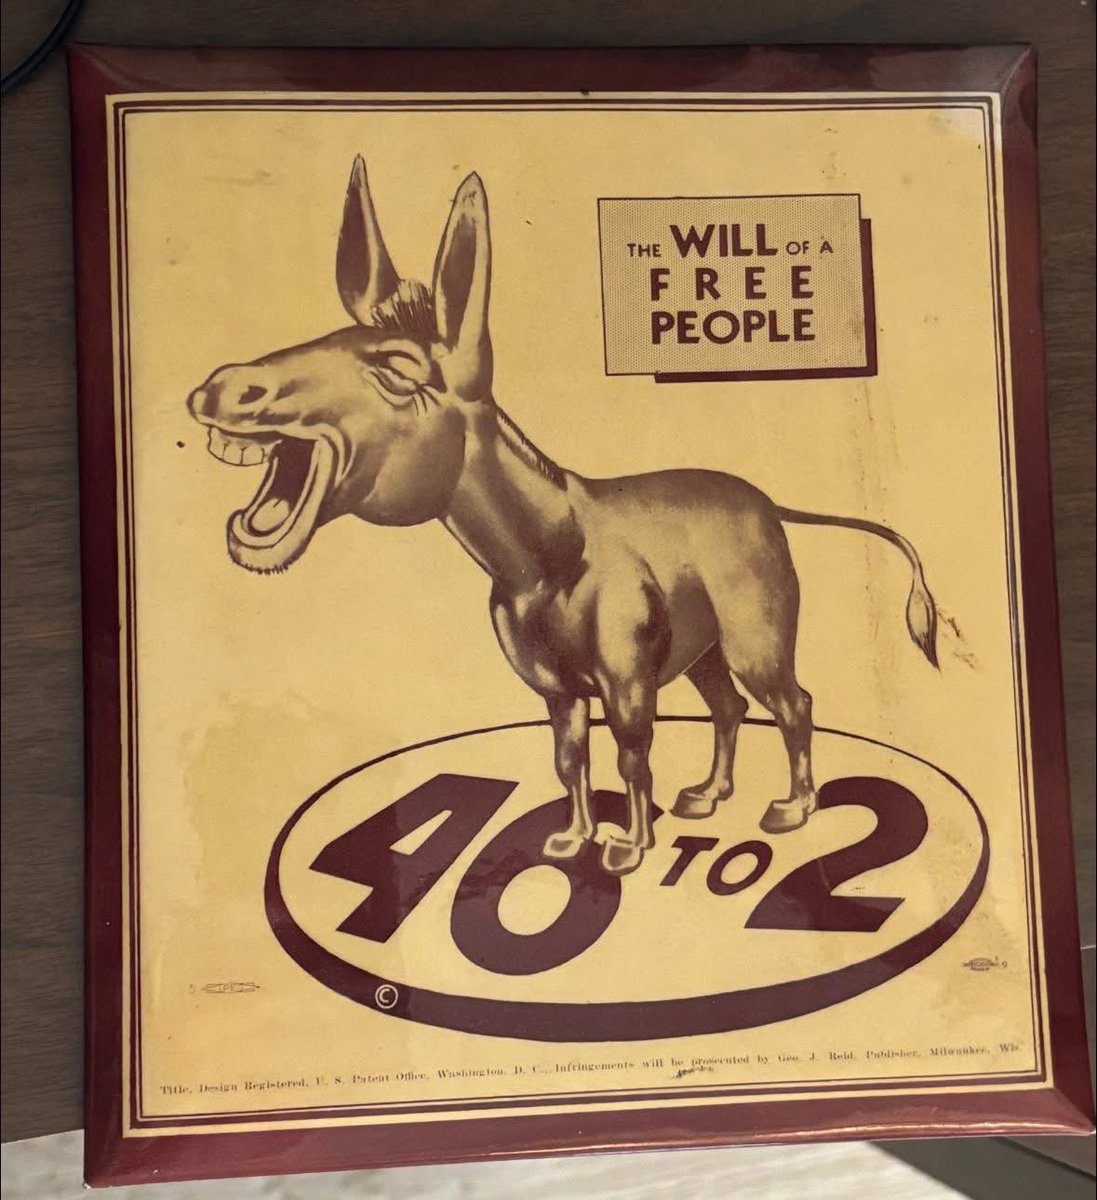 THE WILL OF A
FREE
PEOPLE
46 TO 2
©
Title, Design Registered, U. S. Patent Office, Washington, D. C., Infringements will be prosecuted by Geo. J. Reid, Publisher, Milwaukee, Wis.